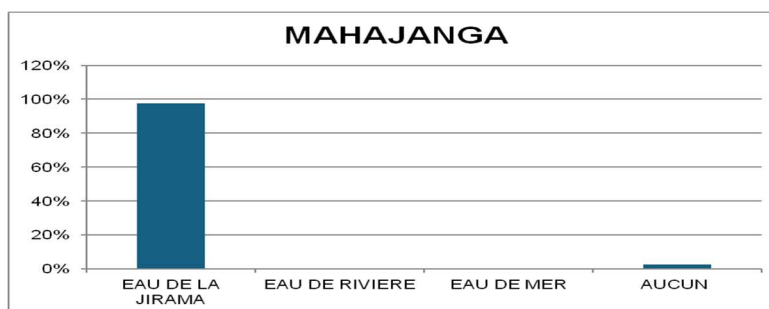 MAHAJANGA
120%
100%
80%
60%
40%
20%
0%
EAU DE LA
JIRAMA
EAU DE RIVIERE
EAU DE MER
AUCUN